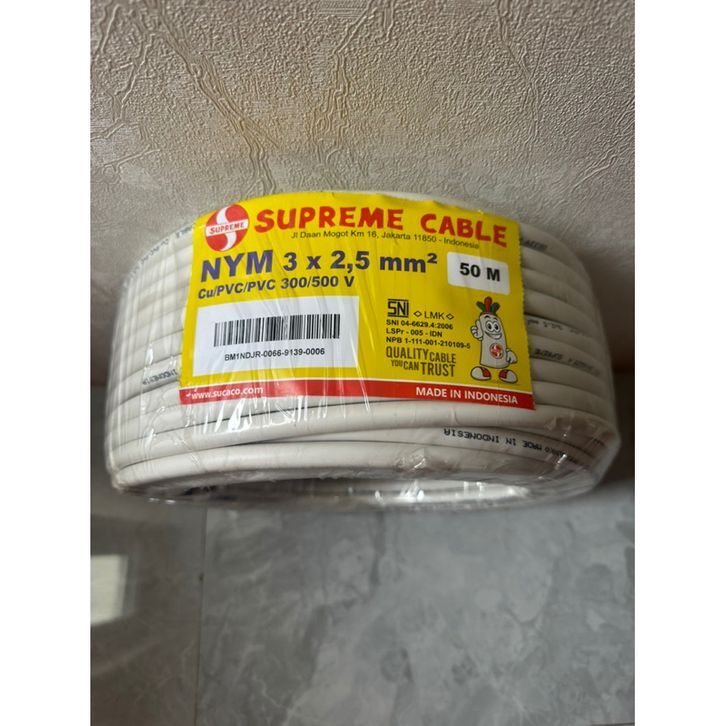 SUPREME
SUPREME CABLE
Jl Daan Mogot Km 16, Jakarta 11850 - Indonesia
NYM 3 x 2,5 mm²
50 M
Cu/PVC/PVC 300/500 V
SNI
LMK
SNI 04-6629.4:2006
LSPr - 005 - IDN
NPB 1-111-001-210109-5
BM1NDJR-0066-9139-0006
QUALITY CABLE
YOU CAN TRUST
www.sucaco.com
MADE IN INDONESIA
MADE IN INDONESIA